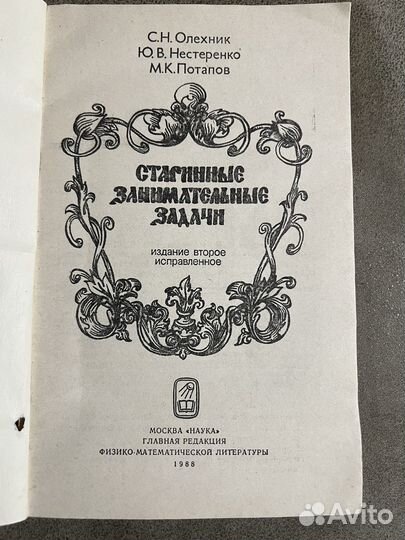 С.Н. Олехник
Ю.В. Нестеренко
М.К. Потапов
СТАРИННЫЕ
ЗАНИМАТЕЛЬНЫЕ
ЗАДАЧИ
издание второе
исправленное
МОСКВА «НАУКА»
ГЛАВНАЯ РЕДАКЦИЯ
ФИЗИКО-МАТЕМАТИЧЕСКОЙ ЛИТЕРАТУРЫ
1988
Avito